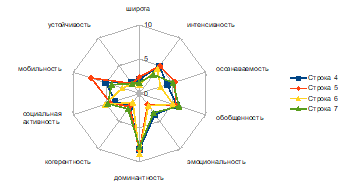 широта
10
устойчивость
интенсивность
5
мобильность
осознаваемость
0
социальная
активность
обобщенность
когерентность
эмоциональность
доминантность
Строка 4
Строка 5
Строка 6
Строка 7